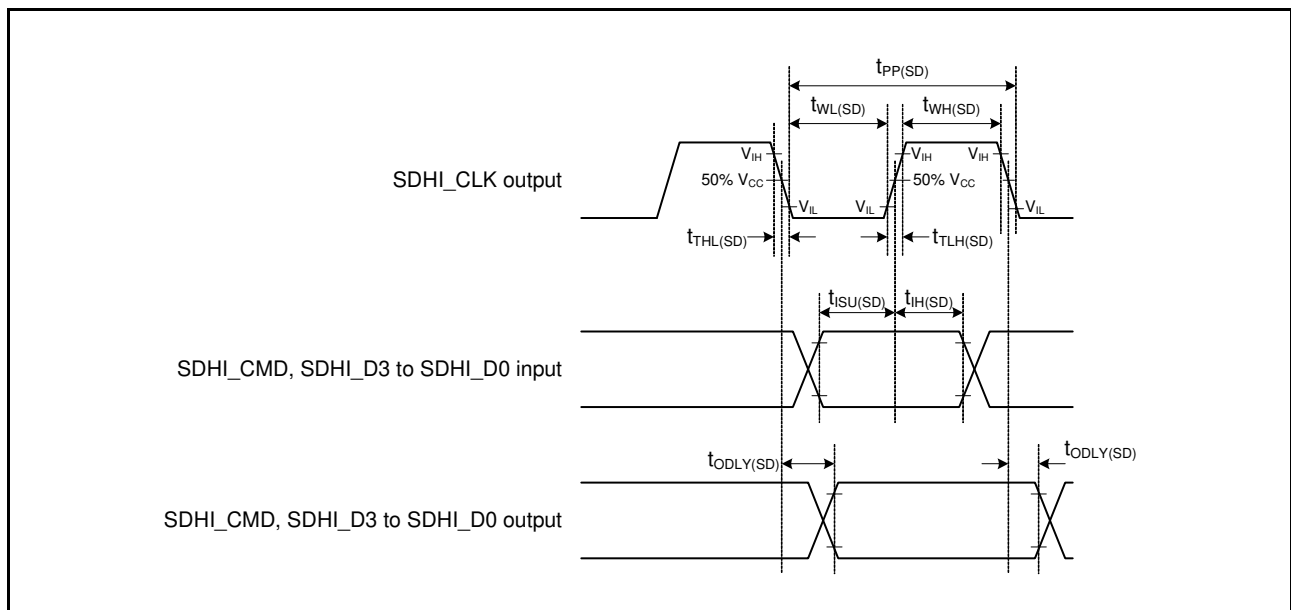 tPP(SD)
tWL(SD) tWH(SD)
VIH VIH VIH
SDHI_CLK output 50% VCC 50% VCC
VIL VIL VIL
tTHL(SD) tTLH(SD)
tISU(SD) tIH(SD)
SDHI_CMD, SDHI_D3 to SDHI_D0 input
tODLY(SD) tODLY(SD)
SDHI_CMD, SDHI_D3 to SDHI_D0 output